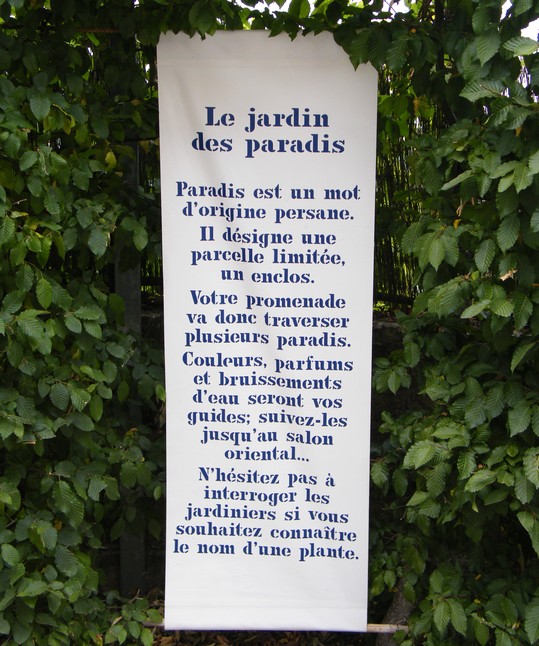 Le jardin
des paradis
Paradis est un mot
d'origine persane.
Il désigne une
parcelle limitée,
un enclos.
Votre promenade
va donc traverser
plusieurs paradis.
Couleurs, parfums
et bruissements
d'eau seront vos
guides; suivez-les
jusqu'au salon
oriental...
N'hésitez pas à
interroger les
jardiniers si vous
souhaitez connaître
le nom d'une plante.